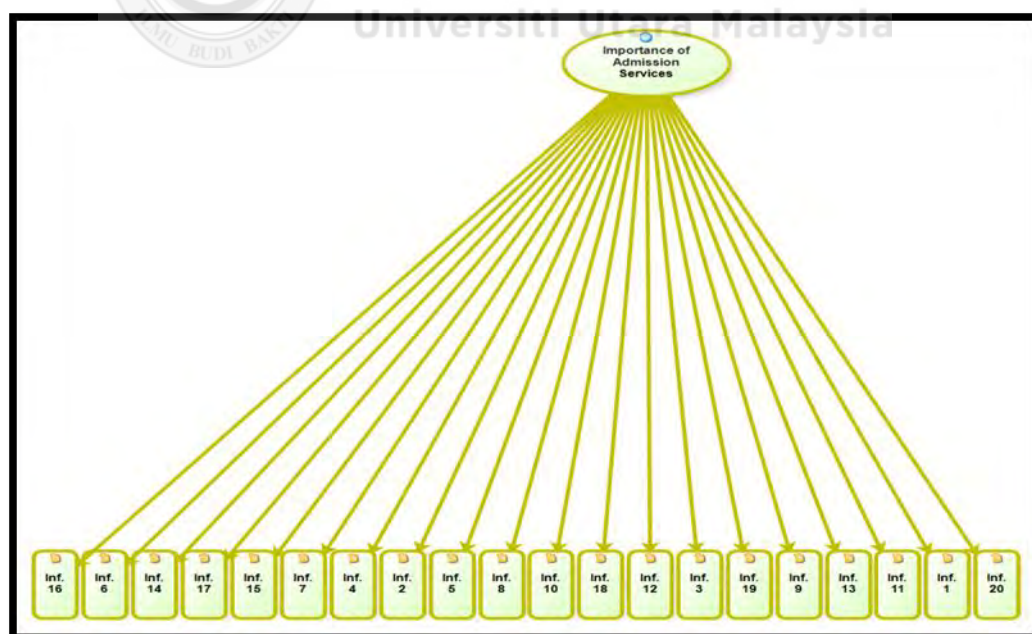 Universiti Utara Malaysia
BUDI BAKTI
Importance of
Admission
Services
Inf.
16
Inf.
6
Inf.
14
Inf.
17
Inf.
15
Inf.
7
Inf.
4
Inf.
2
Inf.
5
Inf.
8
Inf.
10
Inf.
18
Inf.
12
Inf.
3
Inf.
19
Inf.
9
Inf.
13
Inf.
11
Inf.
1
Inf.
20